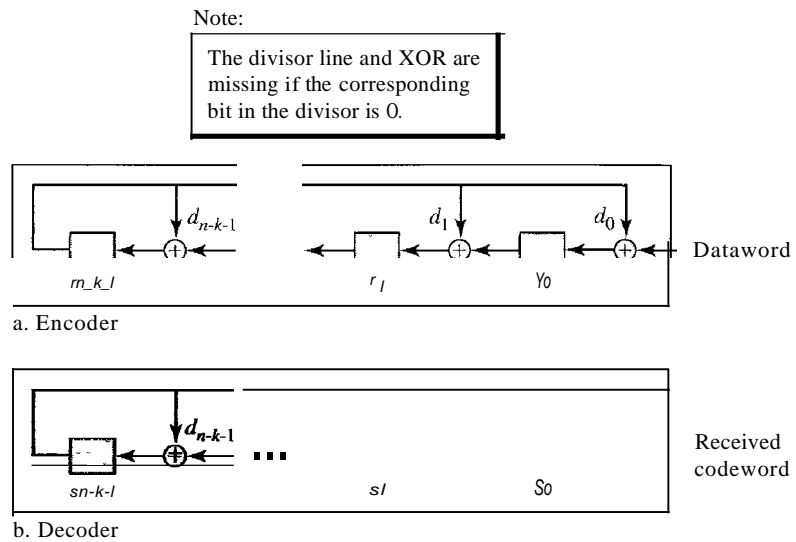 Note:
The divisor line and XOR are
missing if the corresponding
bit in the divisor is 0.
d_{n-k-1} d_1 d_0
Dataword
rn_k_l r_l Yo
a. Encoder
d_{n-k-1}
Received
codeword
sn-k-l sl So
b. Decoder